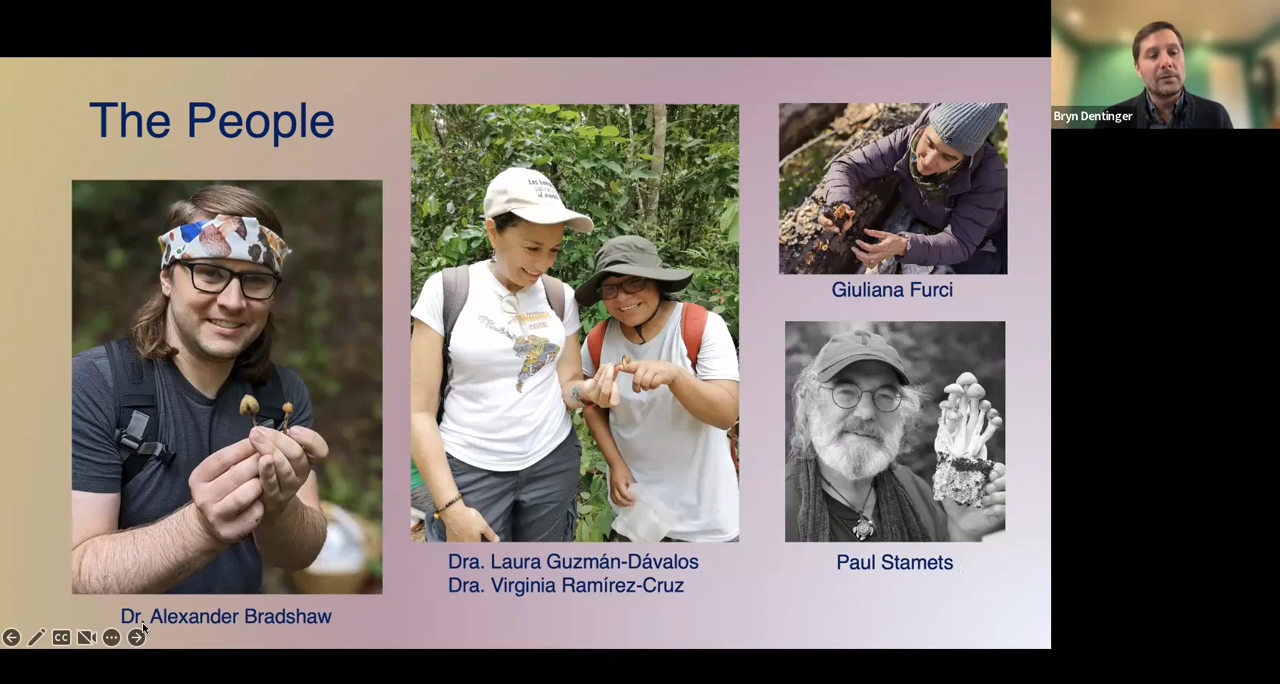 The People
Bryn Dentinger
Giuliana Furci
Dra. Laura Guzmán-Dávalos
Dra. Virginia Ramírez-Cruz
Paul Stamets
Dr. Alexander Bradshaw
CC